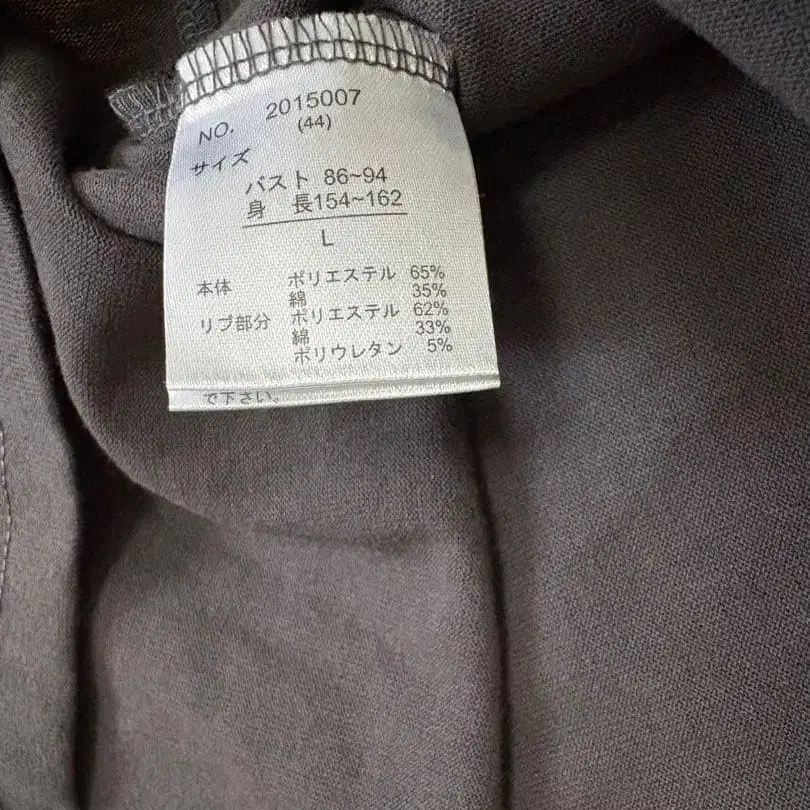 NO. 2015007
(44)
サイズ
バスト 86~94
身 長154~162
L
本体 ポリエステル 65%
綿 35%
リブ部分 ポリエステル 62%
綿 33%
ポリウレタン 5%
で下さい。